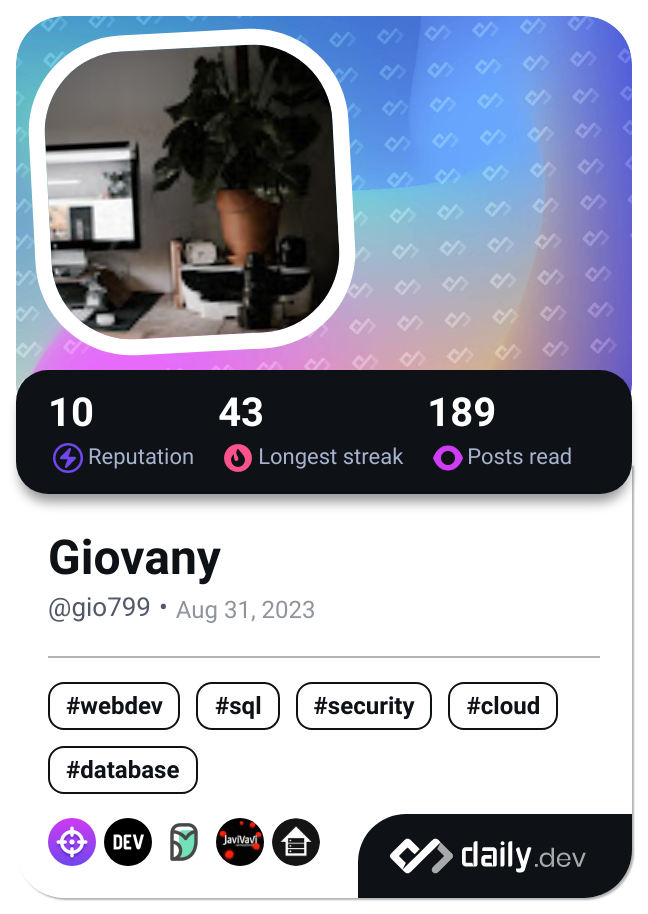 10 43 189
Reputation Longest streak Posts read
Giovany
@gio799 • Aug 31, 2023
#webdev #sql #security #cloud
#database
DEV JaviVaVi daily.dev